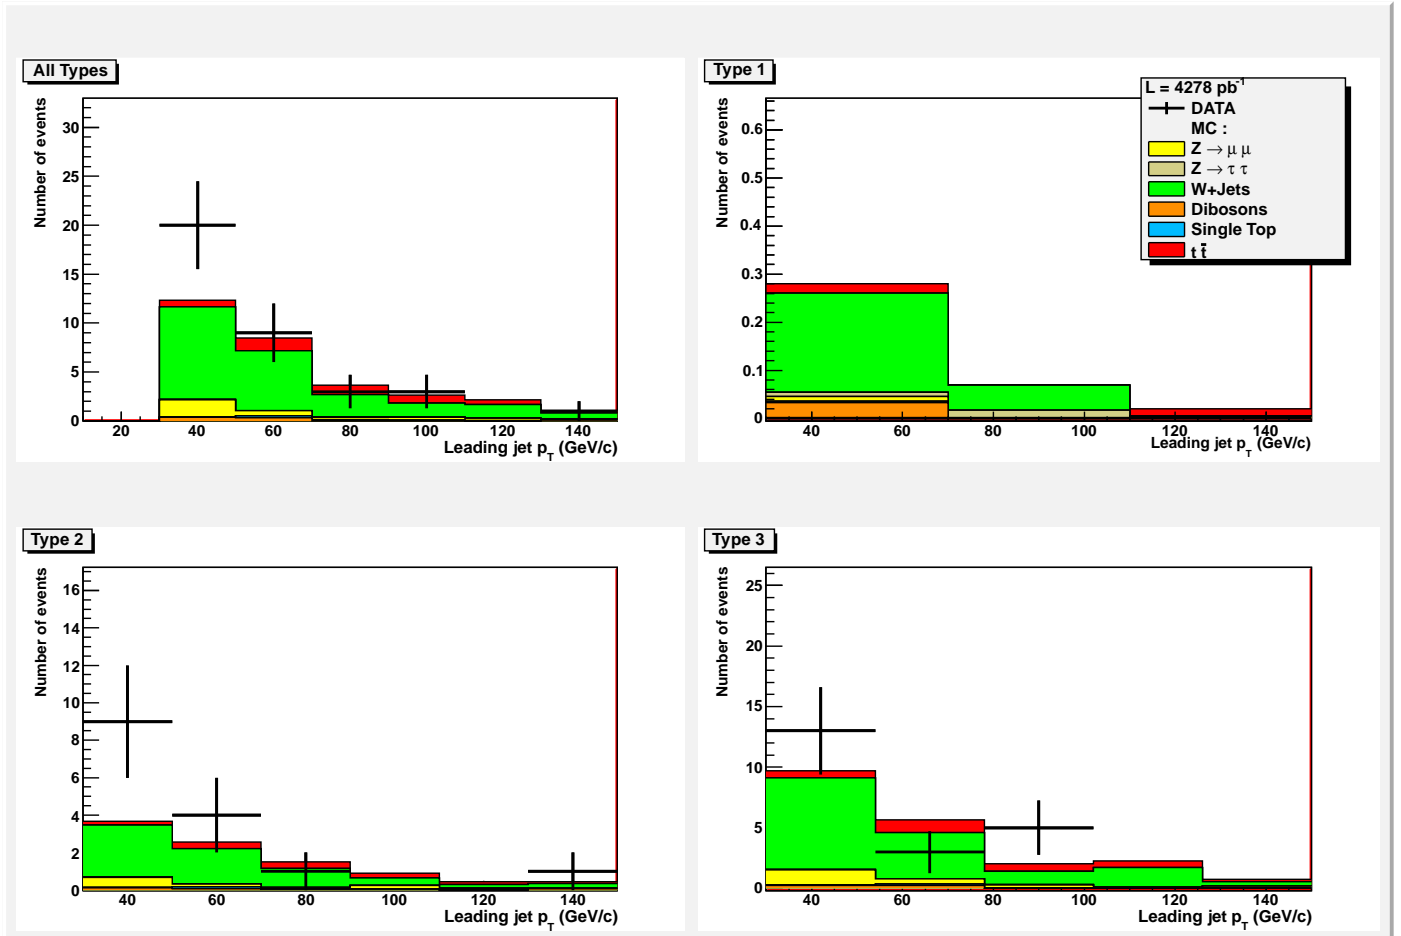 All Types
Number of events
30
25
20
15
10
5
0
20 40 60 80 100 120 140
Leading jet p_T (GeV/c)
Type 1
Number of events
0.6
0.5
0.4
0.3
0.2
0.1
0
40 60 80 100 120 140
Leading jet p_T (GeV/c)
L = 4278 pb⁻¹
DATA
MC :
Z → μ μ
Z → τ τ
W+Jets
Dibosons
Single Top
t t̄
Type 2
Number of events
16
14
12
10
8
6
4
2
0
40 60 80 100 120 140
Leading jet p_T (GeV/c)
Type 3
Number of events
25
20
15
10
5
0
40 60 80 100 120 140
Leading jet p_T (GeV/c)